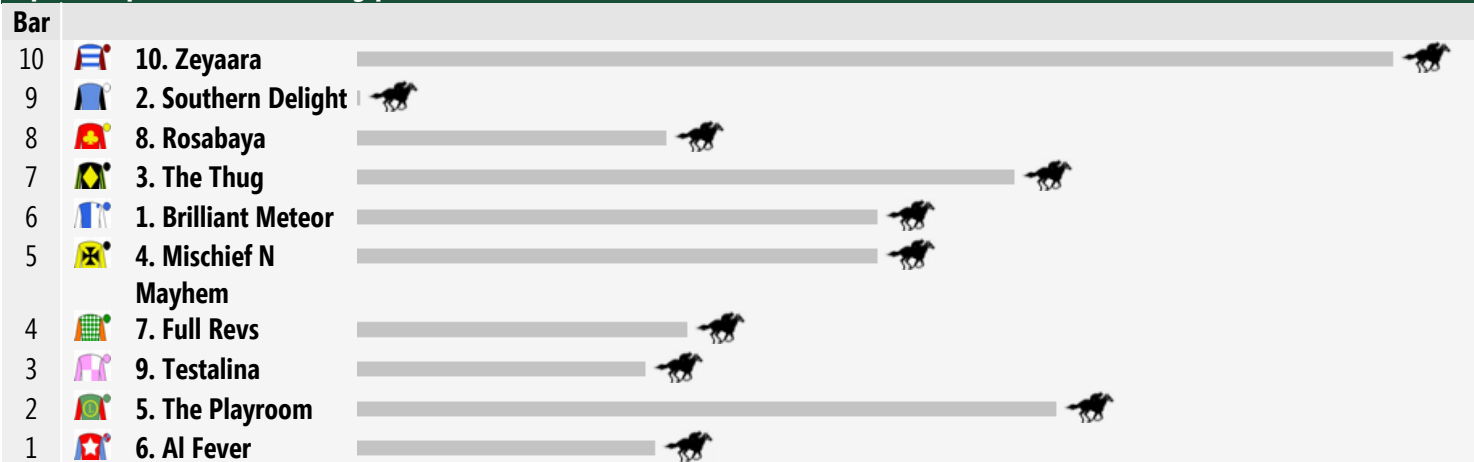 Bar
10 10. Zeyaara
9 2. Southern Delight
8 8. Rosabaya
7 3. The Thug
6 1. Brilliant Meteor
5 4. Mischief N
Mayhem
4 7. Full Revs
3 9. Testalina
2 5. The Playroom
1 6. Al Fever